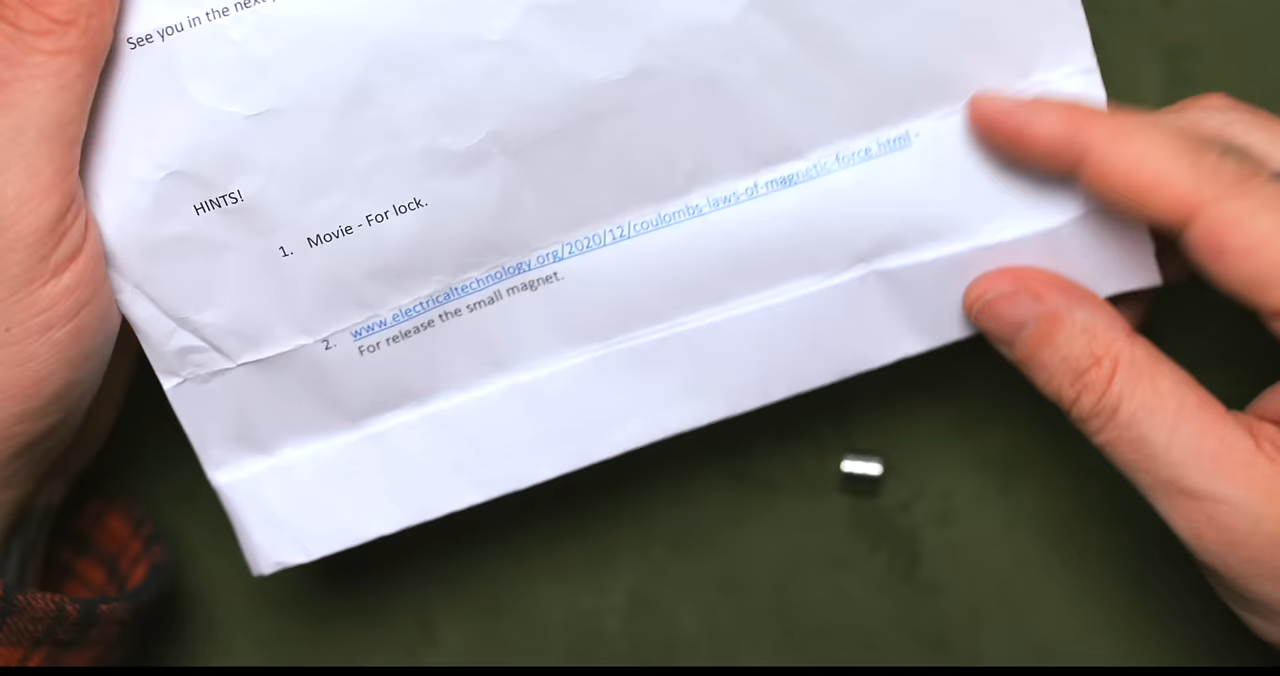 See you in the next
HINTS!
1. Movie - For lock.
2. www.electricaltechnology.org/2020/12/coulombs-laws-of-magnetic-force.html -
For release the small magnet.